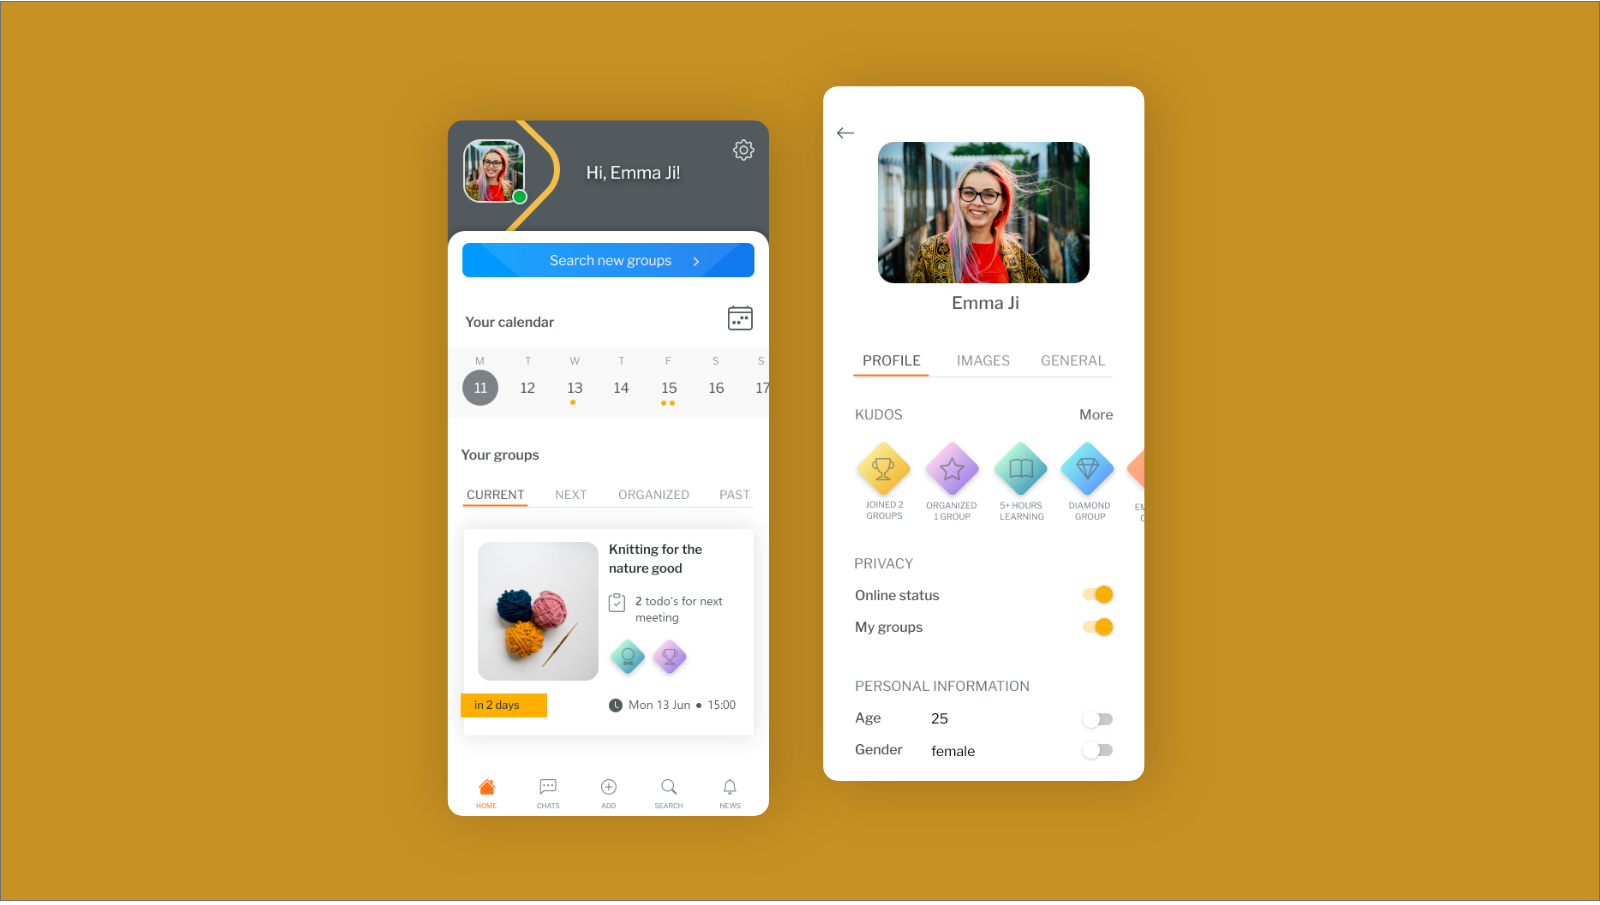 Hi, Emma Ji!
Search new groups
Your calendar
M T W T F S S
11 12 13 14 15 16 17
Your groups
CURRENT NEXT ORGANIZED PAST
Knitting for the
nature good
2 todo's for next
meeting
in 2 days
Mon 13 Jun • 15:00
HOME CHATS ADD SEARCH NEWS
Emma Ji
PROFILE IMAGES GENERAL
KUDOS More
JOINED 2 ORGANIZED 5+ HOURS DIAMOND
GROUPS 1 GROUP LEARNING GROUP
PRIVACY
Online status
My groups
PERSONAL INFORMATION
Age 25
Gender female